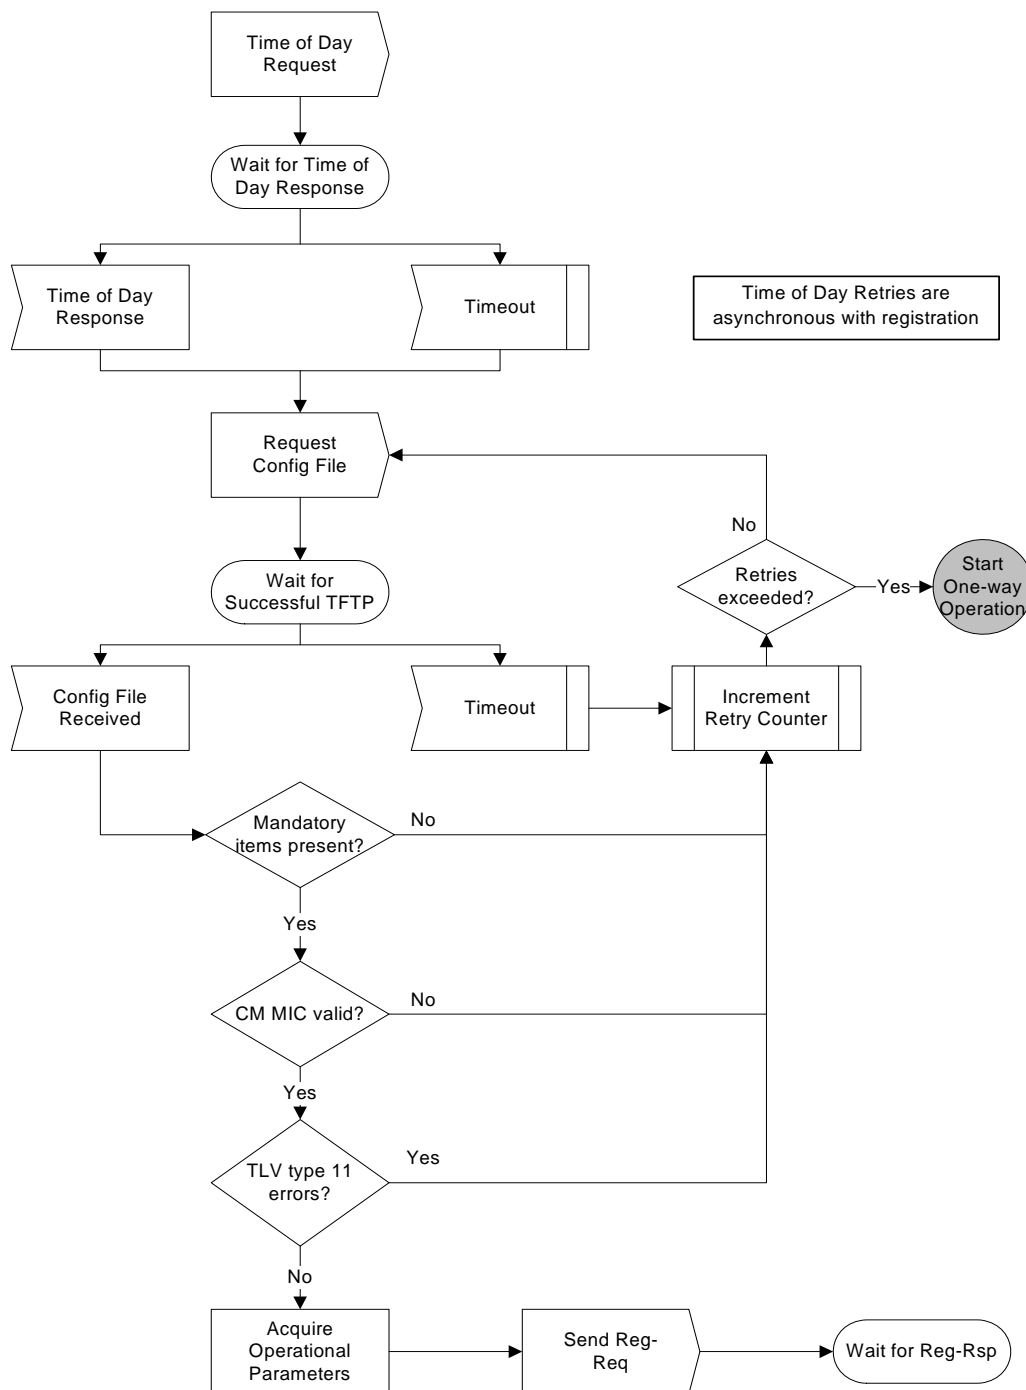 Time of Day
Request
Wait for Time of
Day Response
Time of Day
Response
Timeout
Time of Day Retries are
asynchronous with registration
Request
Config File
No
Retries
exceeded?
Yes
Start
One-way
Operation
Wait for
Successful TFTP
Config File
Received
Timeout
Increment
Retry Counter
Mandatory
items present?
No
Yes
CM MIC valid?
No
Yes
TLV type 11
errors?
Yes
No
Acquire
Operational
Parameters
Send Reg-
Req
Wait for Reg-Rsp